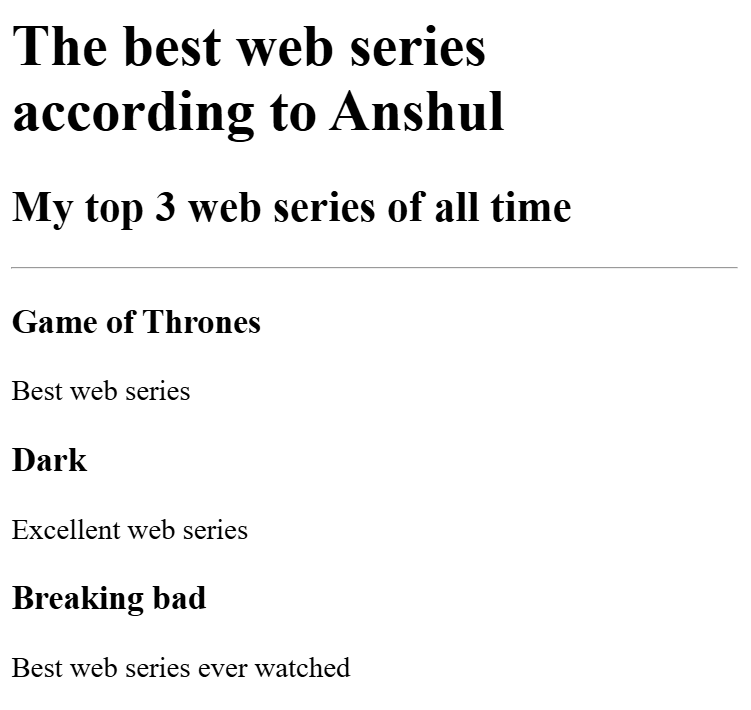 The best web series
according to Anshul
My top 3 web series of all time
Game of Thrones
Best web series
Dark
Excellent web series
Breaking bad
Best web series ever watched